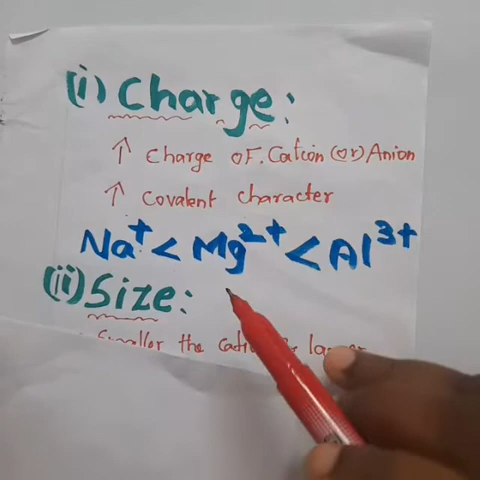 (i) Charge:
↑ Charge OF. Cation (or) Anion
↑ Covalent character
Na⁺ < Mg²⁺ < Al³⁺
(ii) Size:
Smaller the